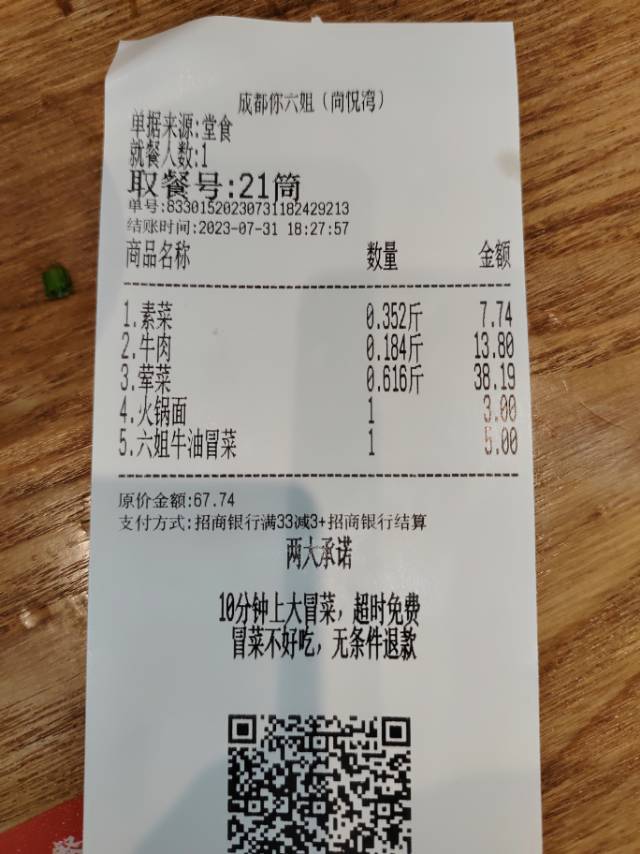 成都你六姐（尚悦湾）
单据来源:堂食
就餐人数:1
取餐号:21筒
单号:83301520230731182429213
结账时间:2023-07-31 18:27:57
商品名称 数量 金额
1.素菜 0.352斤 7.74
2.牛肉 0.184斤 13.80
3.荤菜 0.616斤 38.19
4.火锅面 1 3.00
5.六姐牛油冒菜 1 5.00
原价金额:67.74
支付方式:招商银行满33减3+招商银行结算
两大承诺
10分钟上大冒菜，超时免费
冒菜不好吃，无条件退款
餐